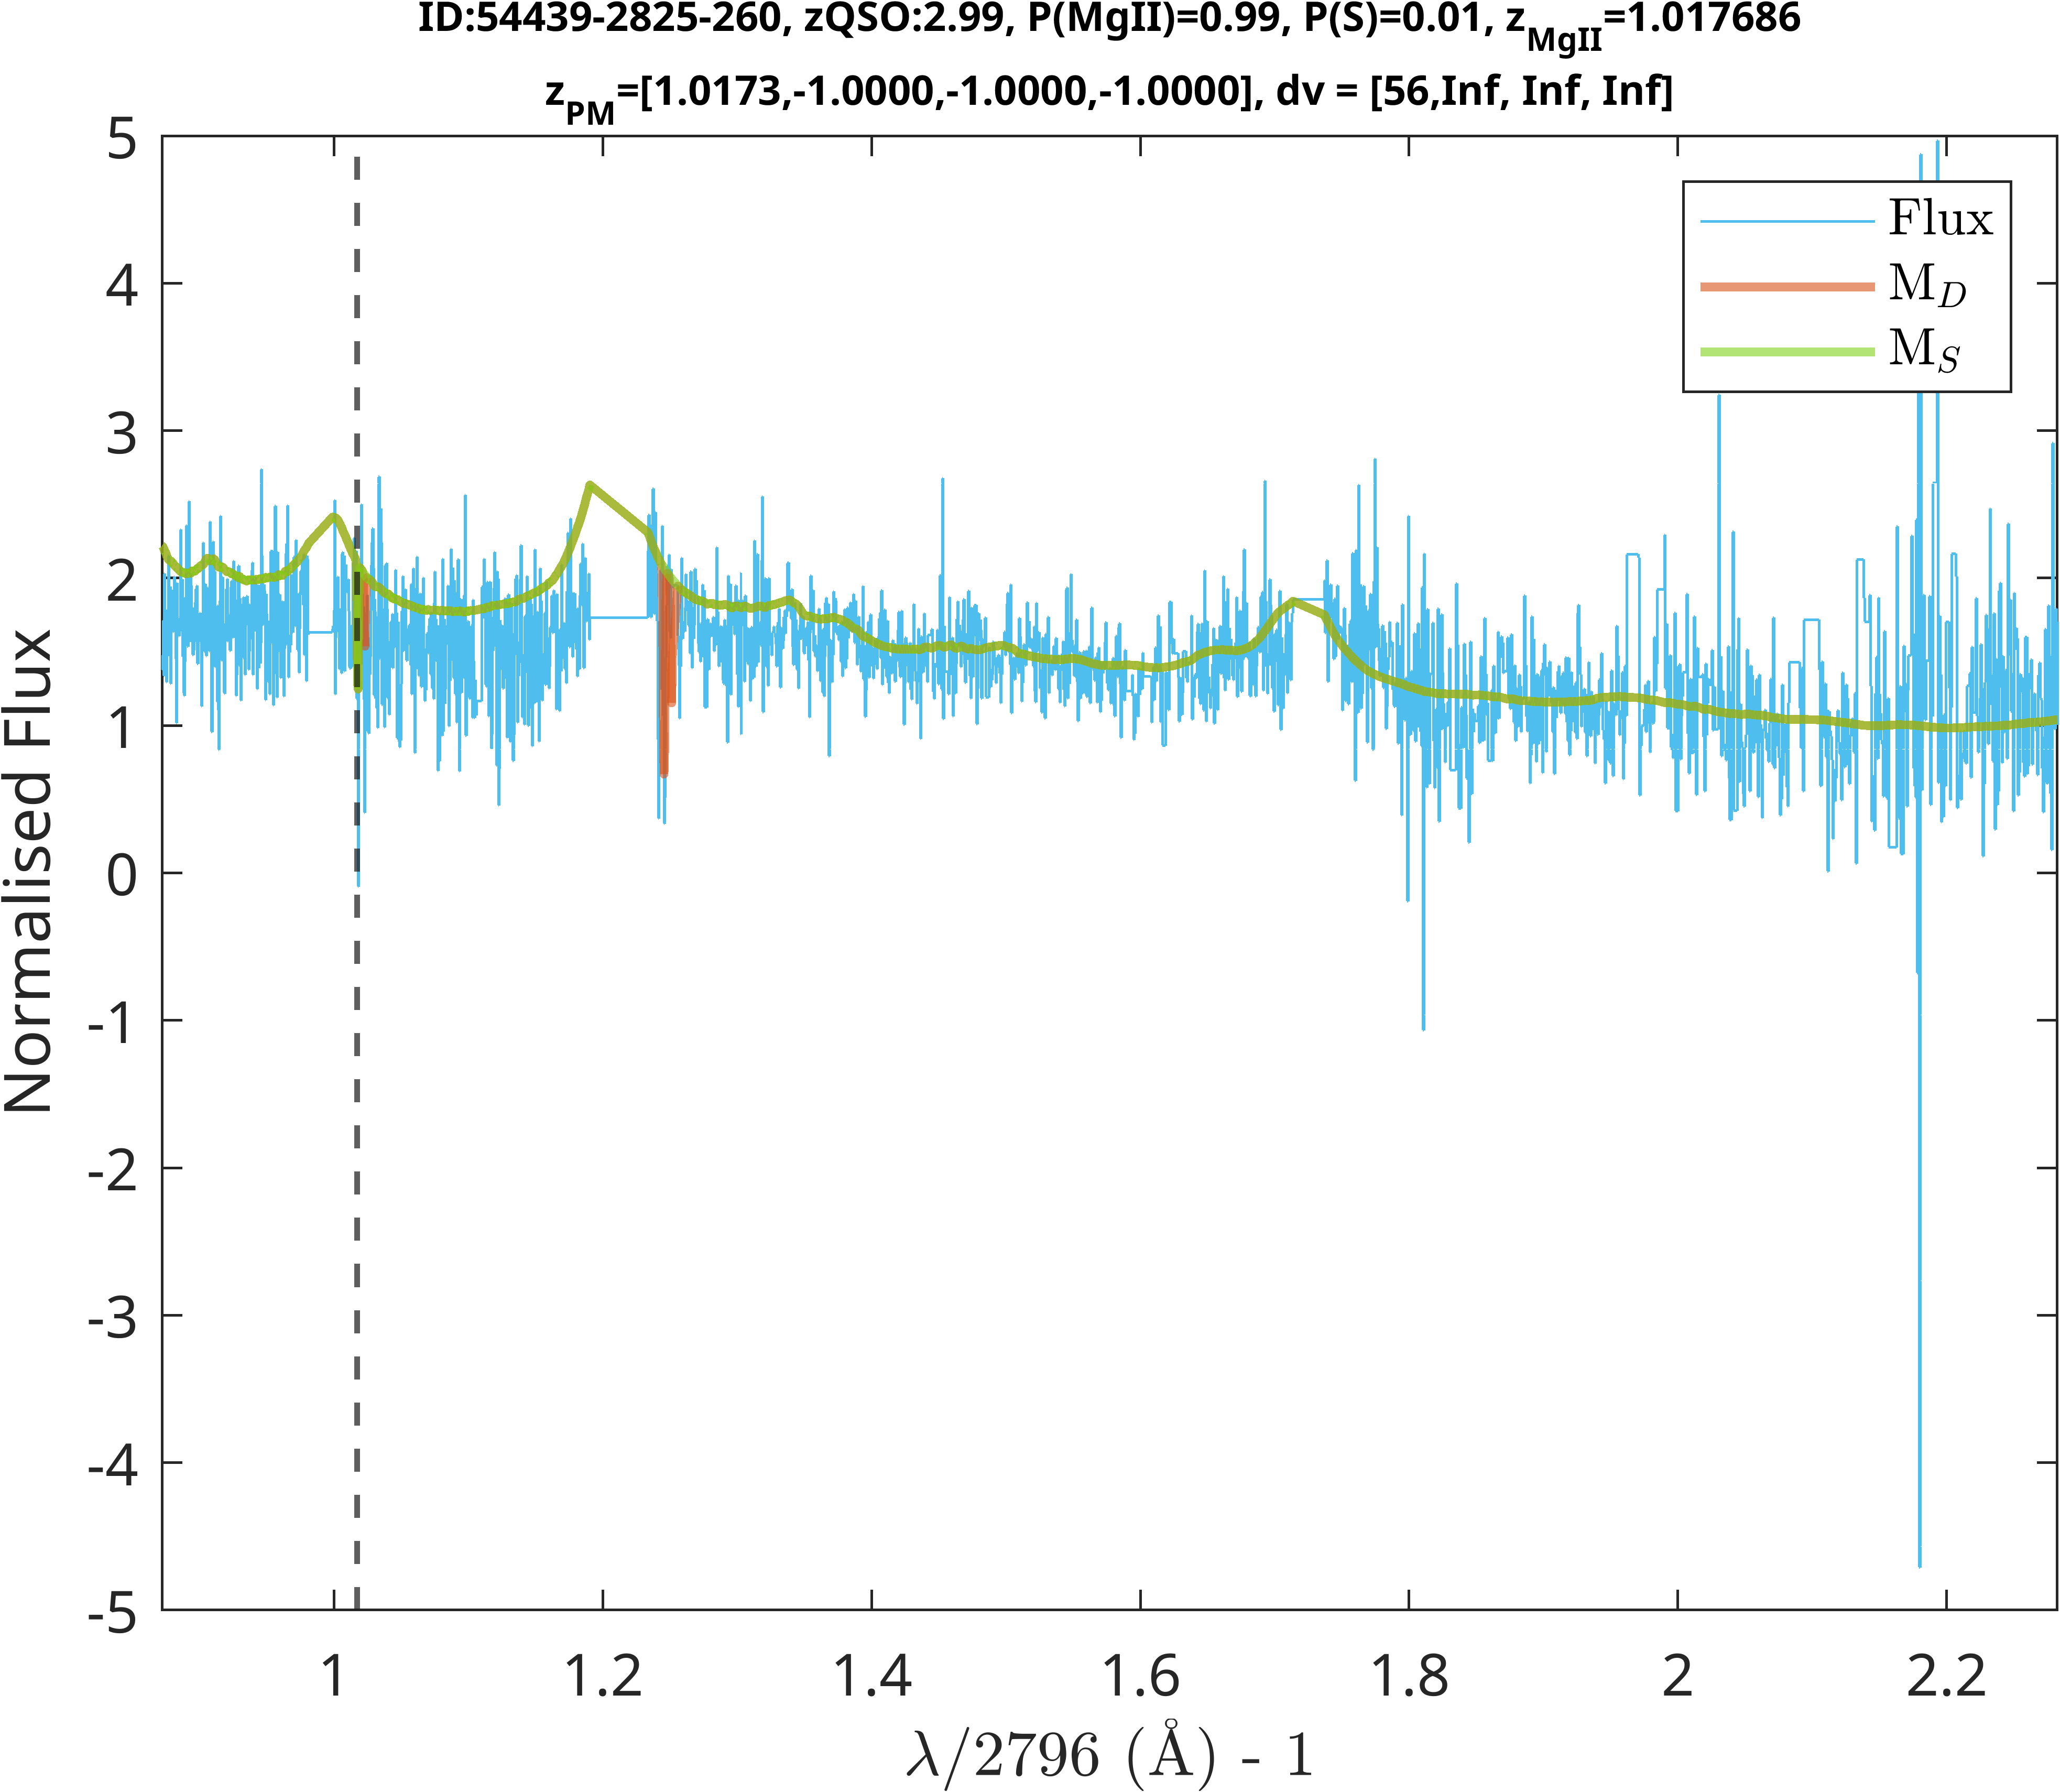 ID:54439-2825-260, zQSO:2.99, P(MgII)=0.99, P(S)=0.01, zMgII=1.017686
zPM=[1.0173,-1.0000,-1.0000,-1.0000], dv = [56,Inf, Inf, Inf]
5
4
3
2
1
0
-1
-2
-3
-4
-5
Normalised Flux
Flux
MD
MS
1 1.2 1.4 1.6 1.8 2 2.2
λ/2796 (Å) - 1